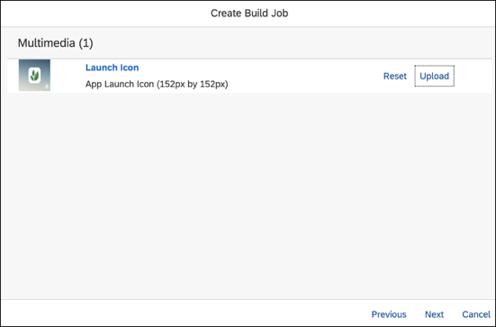 Create Build Job
Multimedia (1)
Launch Icon
App Launch Icon (152px by 152px)
Reset
Upload
Previous
Next
Cancel